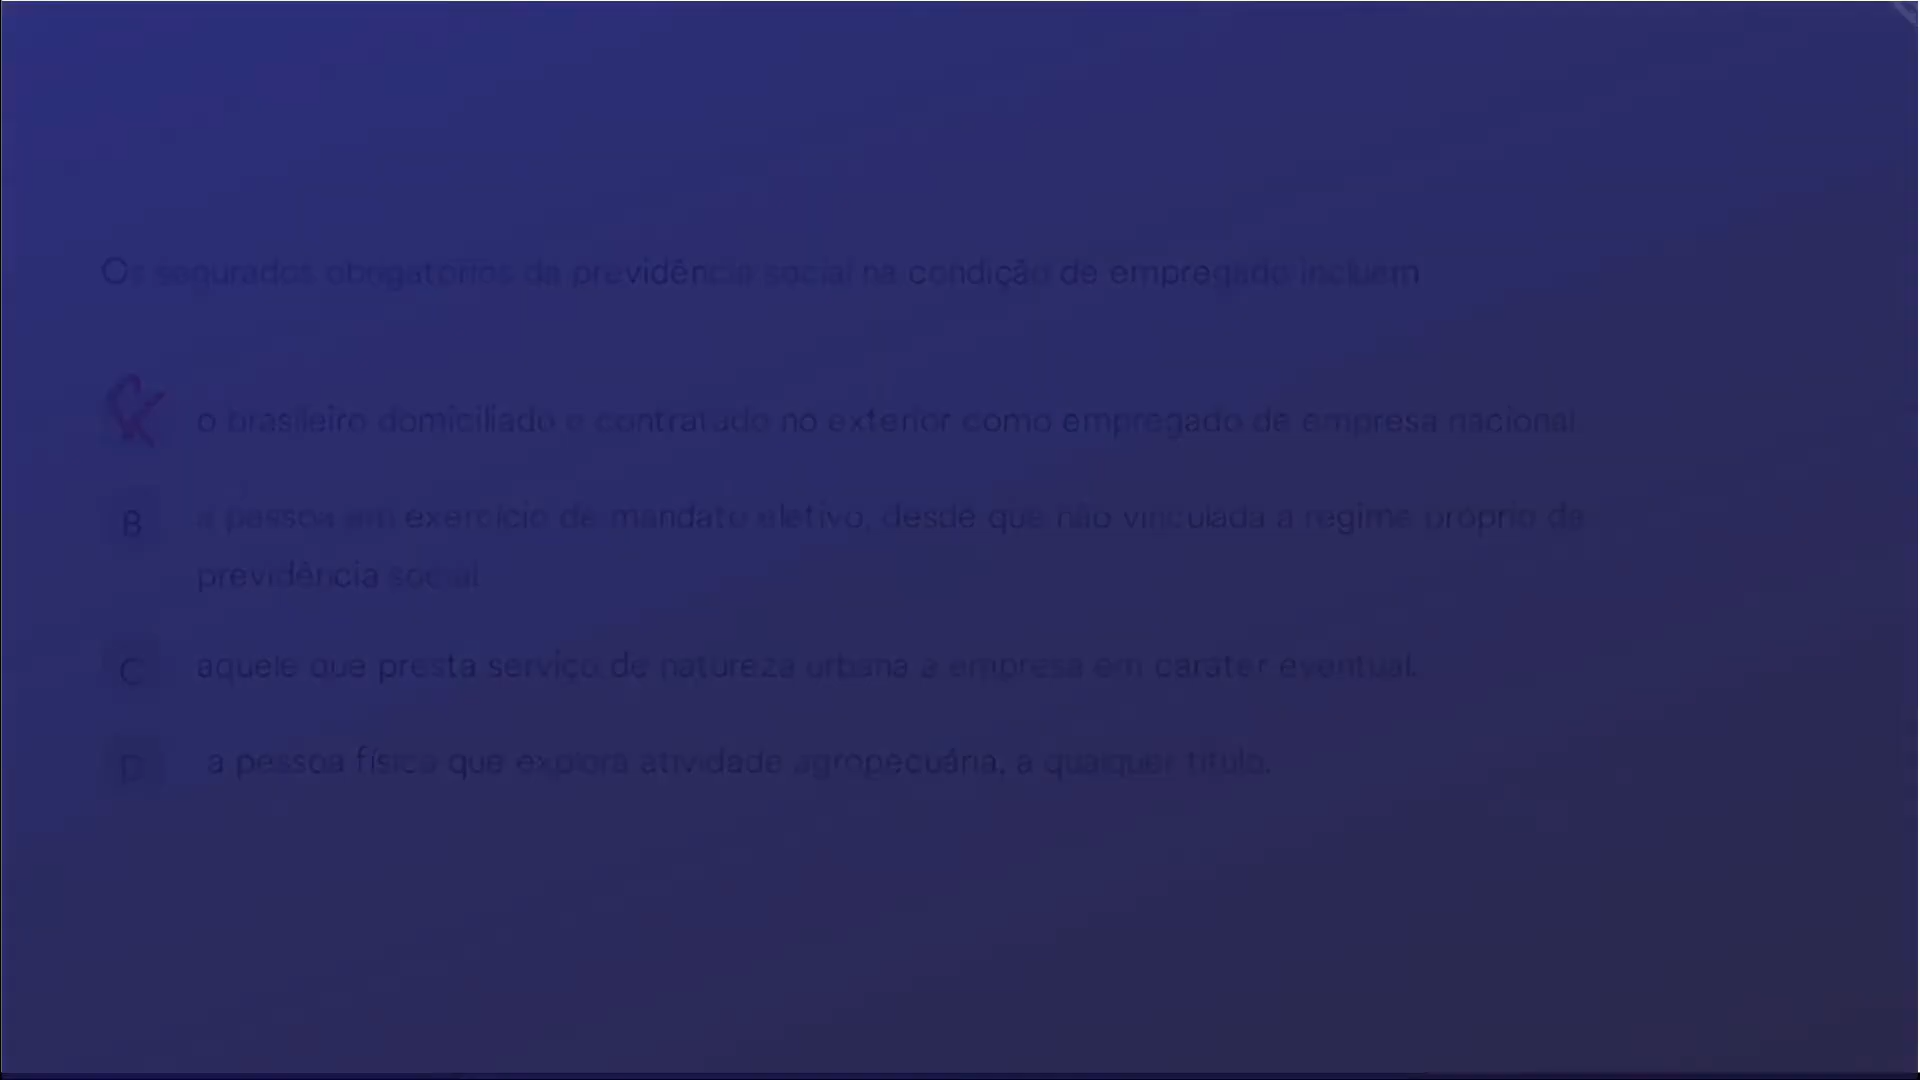 Os segurados obrigatórios da previdência social na condição de empregado incluem
o brasileiro domiciliado e contratado no exterior como empregado de empresa nacional.
B a pessoa em exercício de mandato eletivo, desde que não vinculada a regime próprio de
previdência social.
C aquele que presta serviço de natureza urbana a empresa em caráter eventual.
D a pessoa física que explora atividade agropecuária, a qualquer título.